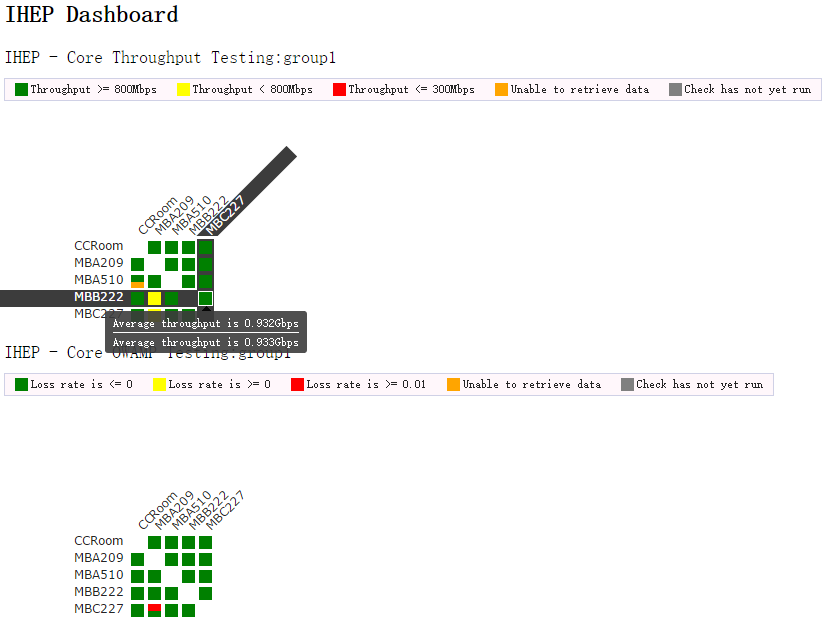 IHEP Dashboard
IHEP - Core Throughput Testing:group1
Throughput >= 800Mbps Throughput < 800Mbps Throughput <= 300Mbps Unable to retrieve data Check has not yet run
CCRoom MBA209 MBA510 MBB222 MBC227
CCRoom
MBA209
MBA510
MBB222
MBC227
Average throughput is 0.932Gbps
Average throughput is 0.933Gbps
IHEP - Core OWAMP Testing:group1
Loss rate is <= 0 Loss rate is >= 0 Loss rate is >= 0.01 Unable to retrieve data Check has not yet run
CCRoom MBA209 MBA510 MBB222 MBC227
CCRoom
MBA209
MBA510
MBB222
MBC227